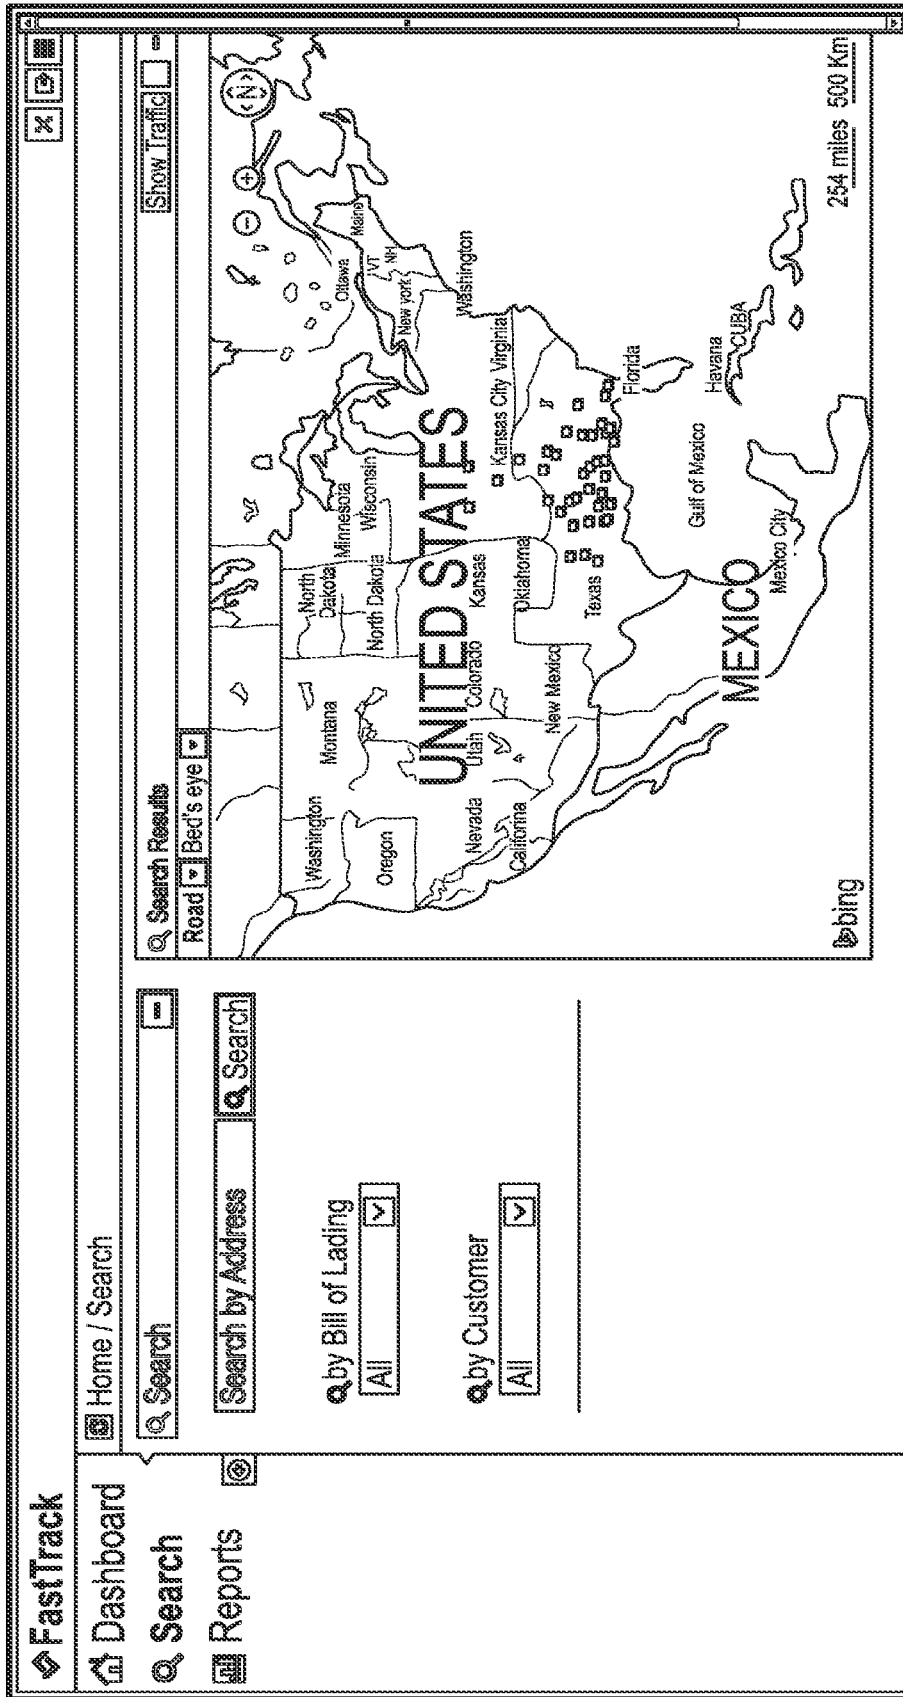 FastTrack
Dashboard
Search
Reports
Home / Search
Search
Search by Address
Search
by Bill of Lading
All
by Customer
All
Search Results
Show Traffic
Road
Bed's eye
N
Washington
Montana
North
Dakota
Minnesota
Ottawa
Maine
Oregon
North Dakota
Wisconsin
VT
NH
New york
UNITED STATES
Nevada
Utah
Colorado
Kansas
Washington
Kansas City
Virginia
California
New Mexico
Oklahoma
Texas
Florida
Gulf of Mexico
Havana
CUBA
MEXICO
Mexico City
bing
254 miles
500 Km